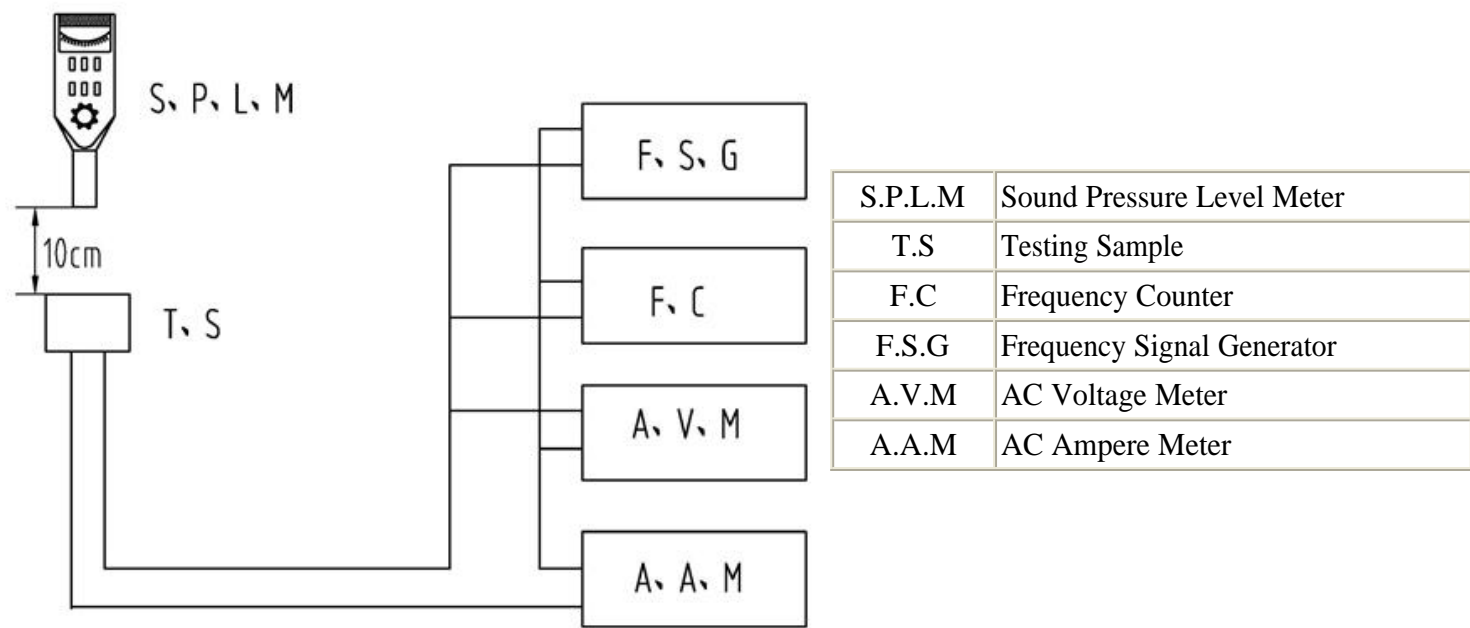 S、P、L、M
10cm
T、S
F、S、G
F、C
A、V、M
A、A、M
S.P.L.M Sound Pressure Level Meter
T.S Testing Sample
F.C Frequency Counter
F.S.G Frequency Signal Generator
A.V.M AC Voltage Meter
A.A.M AC Ampere Meter